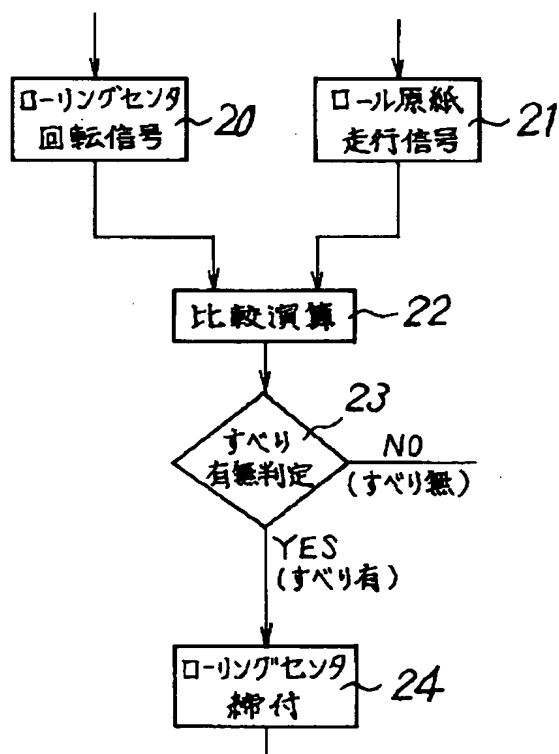 ローリングセンタ
回転信号
20
ロール原紙
走行信号
21
比較演算
22
すべり
有無判定
23
NO
(すべり無)
YES
(すべり有)
ローリングセンタ
締付
24